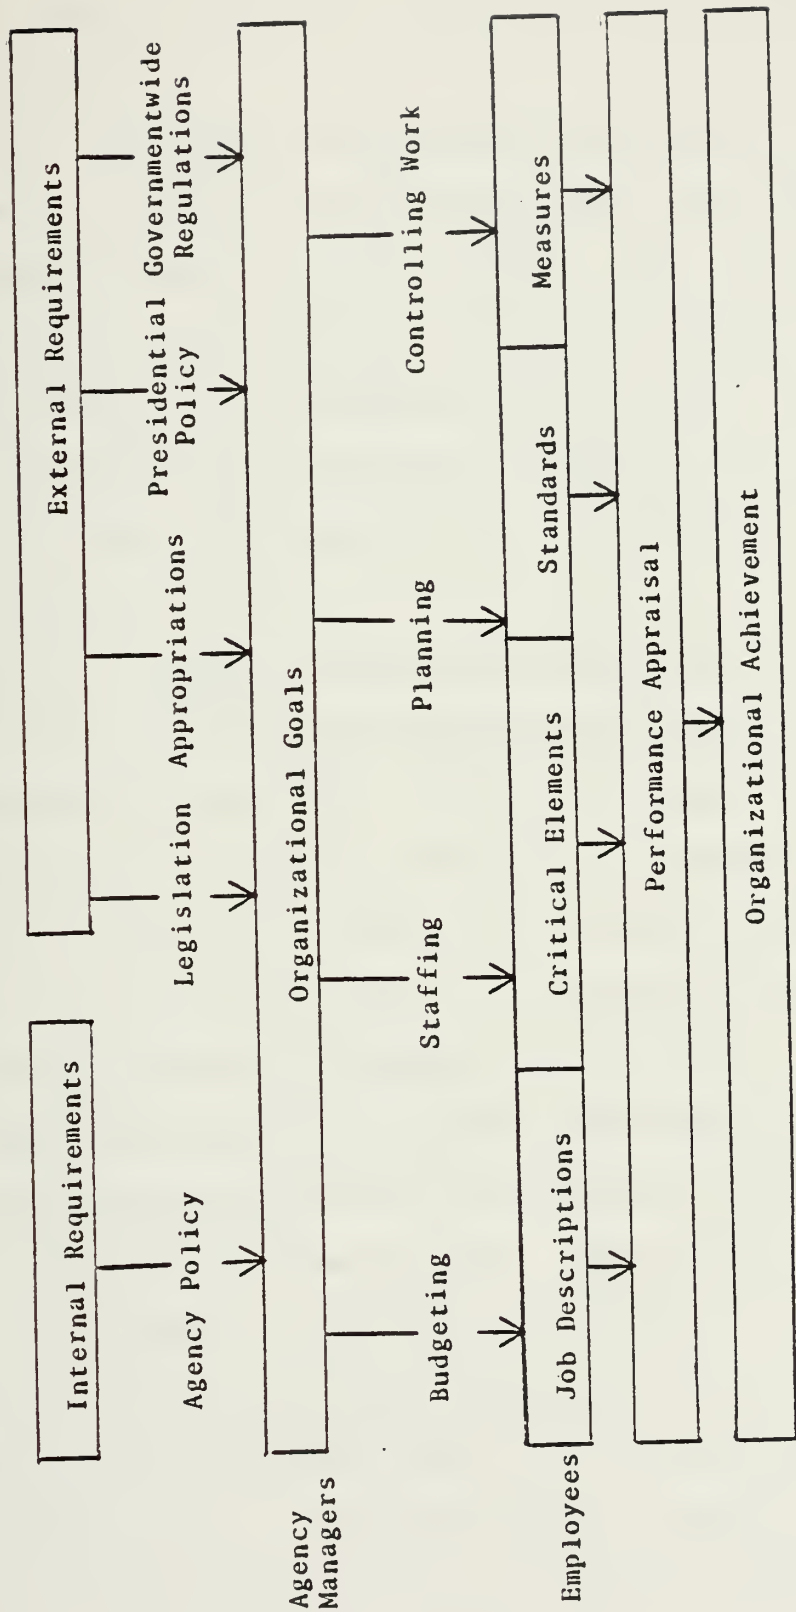 Internal Requirements
External Requirements
Agency Policy
Legislation
Appropriations
Presidential
Policy
Governmentwide
Regulations
Agency
Managers
Organizational Goals
Budgeting
Staffing
Planning
Controlling Work
Employees
Job Descriptions
Critical Elements
Standards
Measures
Performance Appraisal
Organizational Achievement